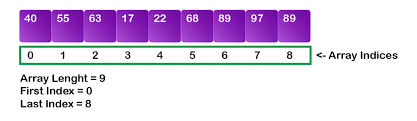 40 55 63 17 22 68 89 97 89
0 1 2 3 4 5 6 7 8 <- Array Indices
Array Lenght = 9
First Index = 0
Last Index = 8